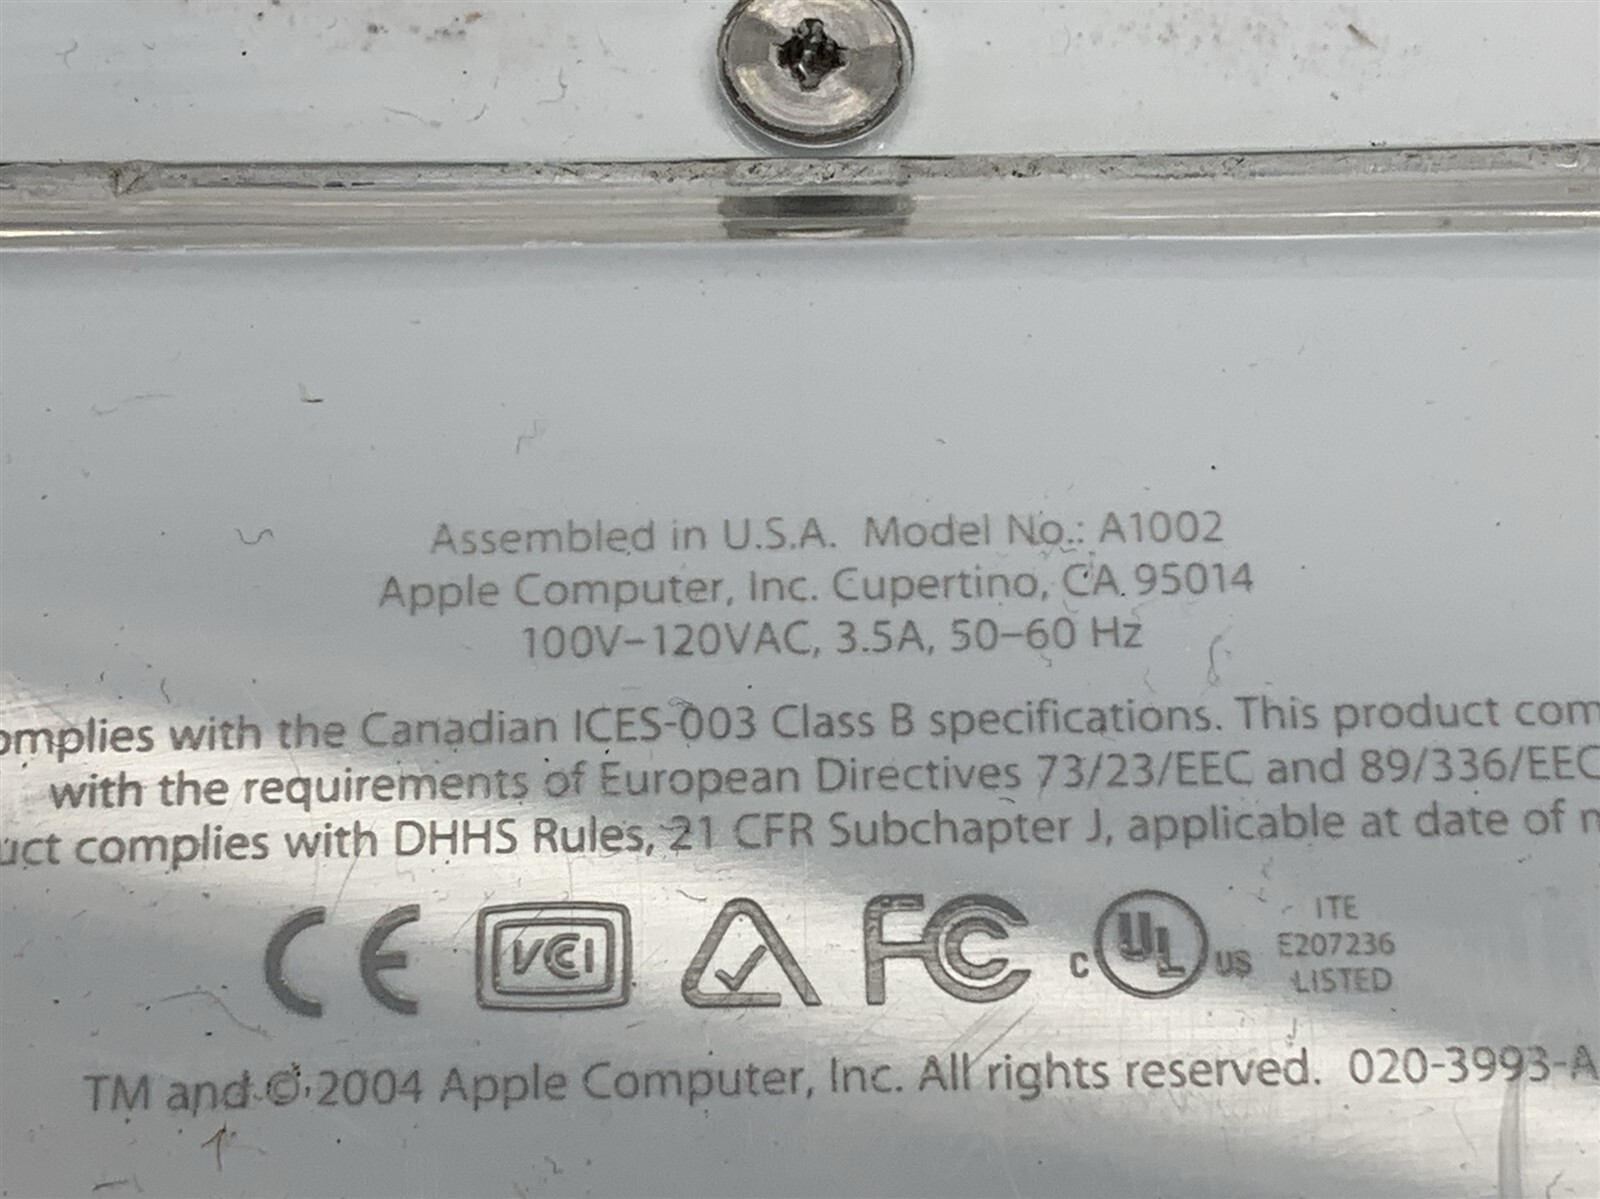 Assembled in U.S.A. Model No.: A1002
Apple Computer, Inc. Cupertino, CA 95014
100V–120VAC, 3.5A, 50–60 Hz
omplies with the Canadian ICES-003 Class B specifications. This product com
with the requirements of European Directives 73/23/EEC and 89/336/EEC
uct complies with DHHS Rules, 21 CFR Subchapter J, applicable at date of m
CE VCCI FC C UL US ITE
E207236
LISTED
TM and © 2004 Apple Computer, Inc. All rights reserved. 020-3993-A